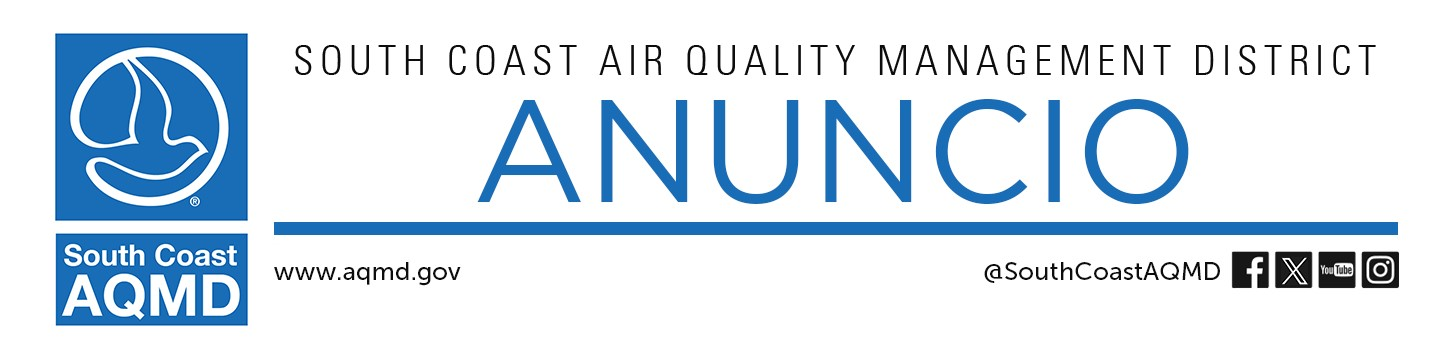 SOUTH COAST AIR QUALITY MANAGEMENT DISTRICT
ANUNCIO
®
South Coast
AQMD
www.aqmd.gov
@SouthCoastAQMD
YouTube